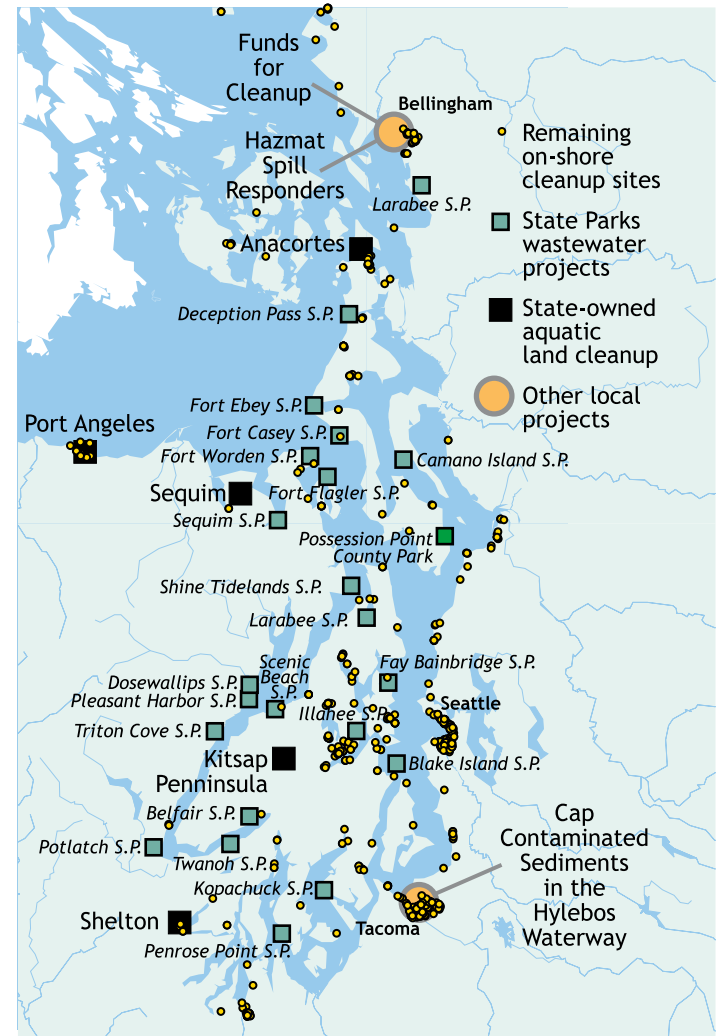 Funds
for
Cleanup
Bellingham
Hazmat
Spill
Responders
Remaining
on-shore
cleanup sites
Larabee S.P.
State Parks
wastewater
projects
Anacortes
Deception Pass S.P.
State-owned
aquatic
land cleanup
Other local
projects
Fort Ebey S.P.
Port Angeles
Fort Casey S.P.
Fort Worden S.P.
Camano Island S.P.
Sequim
Fort Flagler S.P.
Sequim S.P.
Possession Point
County Park
Shine Tidelands S.P.
Larabee S.P.
Scenic
Beach
S.P.
Fay Bainbridge S.P.
Dosewallips S.P.
Pleasant Harbor S.P.
Seattle
Illahee S.P.
Triton Cove S.P.
Kitsap
Penninsula
Blake Island S.P.
Belfair S.P.
Cap
Contaminated
Sediments
in the
Hylebos
Waterway
Potlatch S.P.
Twanoh S.P.
Kopachuck S.P.
Shelton
Tacoma
Penrose Point S.P.